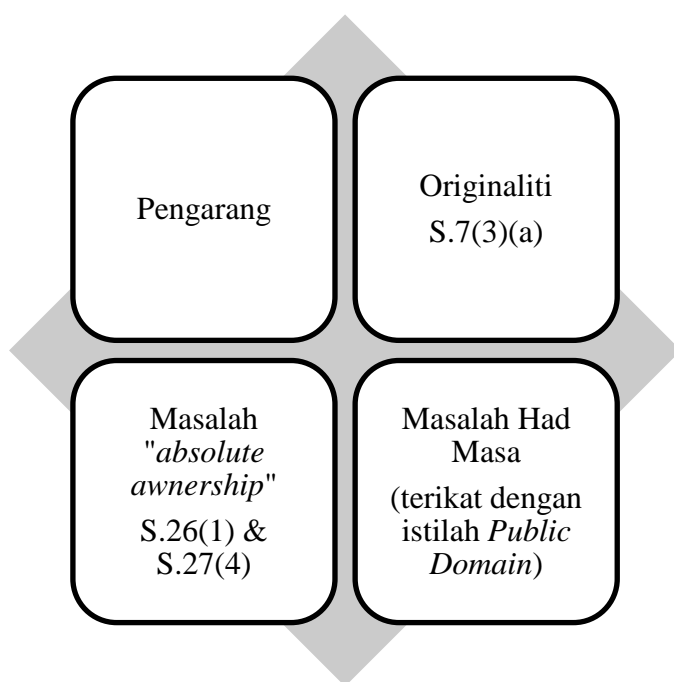 Pengarang
Originaliti
S.7(3)(a)
Masalah
"absolute
awnership"
S.26(1) &
S.27(4)
Masalah Had
Masa
(terikat dengan
istilah Public
Domain)